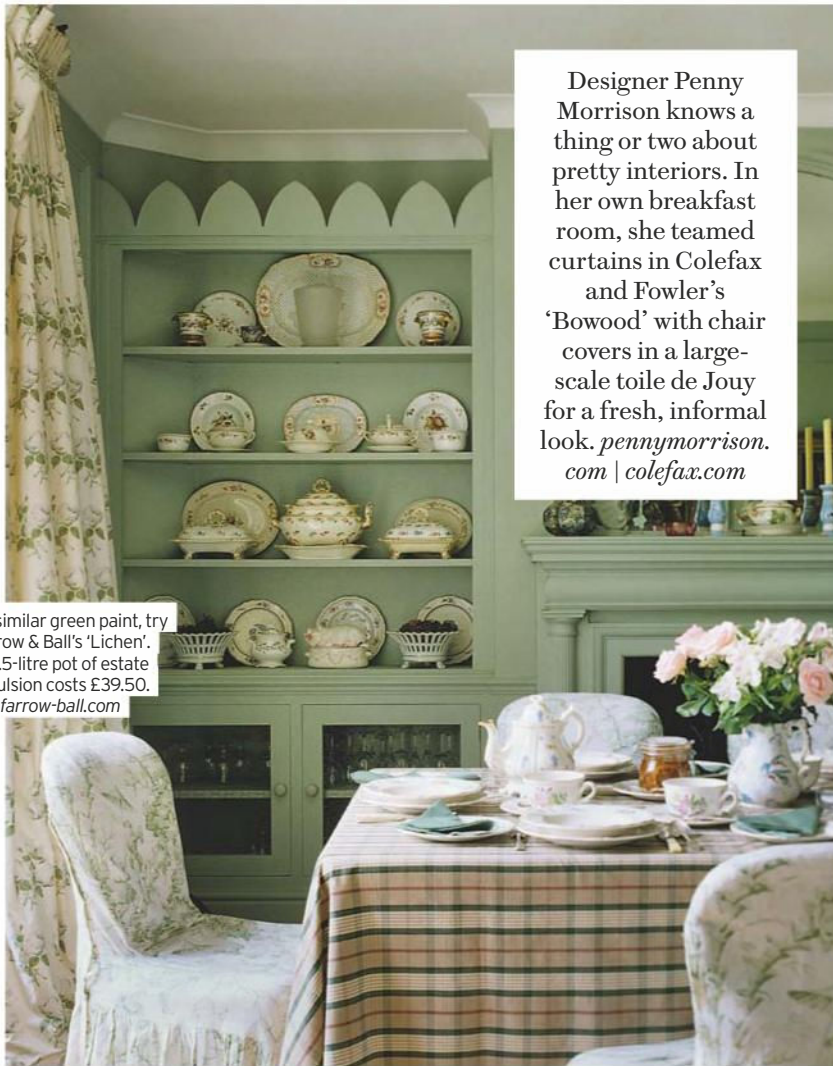 Designer Penny
Morrison knows a
thing or two about
pretty interiors. In
her own breakfast
room, she teamed
curtains in Colefax
and Fowler’s
‘Bowood’ with chair
covers in a large-
scale toile de Jouy
for a fresh, informal
look. pennymorrison.
com | colefax.com
similar green paint, try
& Ball’s ‘Lichen’.
.5-litre pot of estate
costs £39.50.
farrow-ball.com